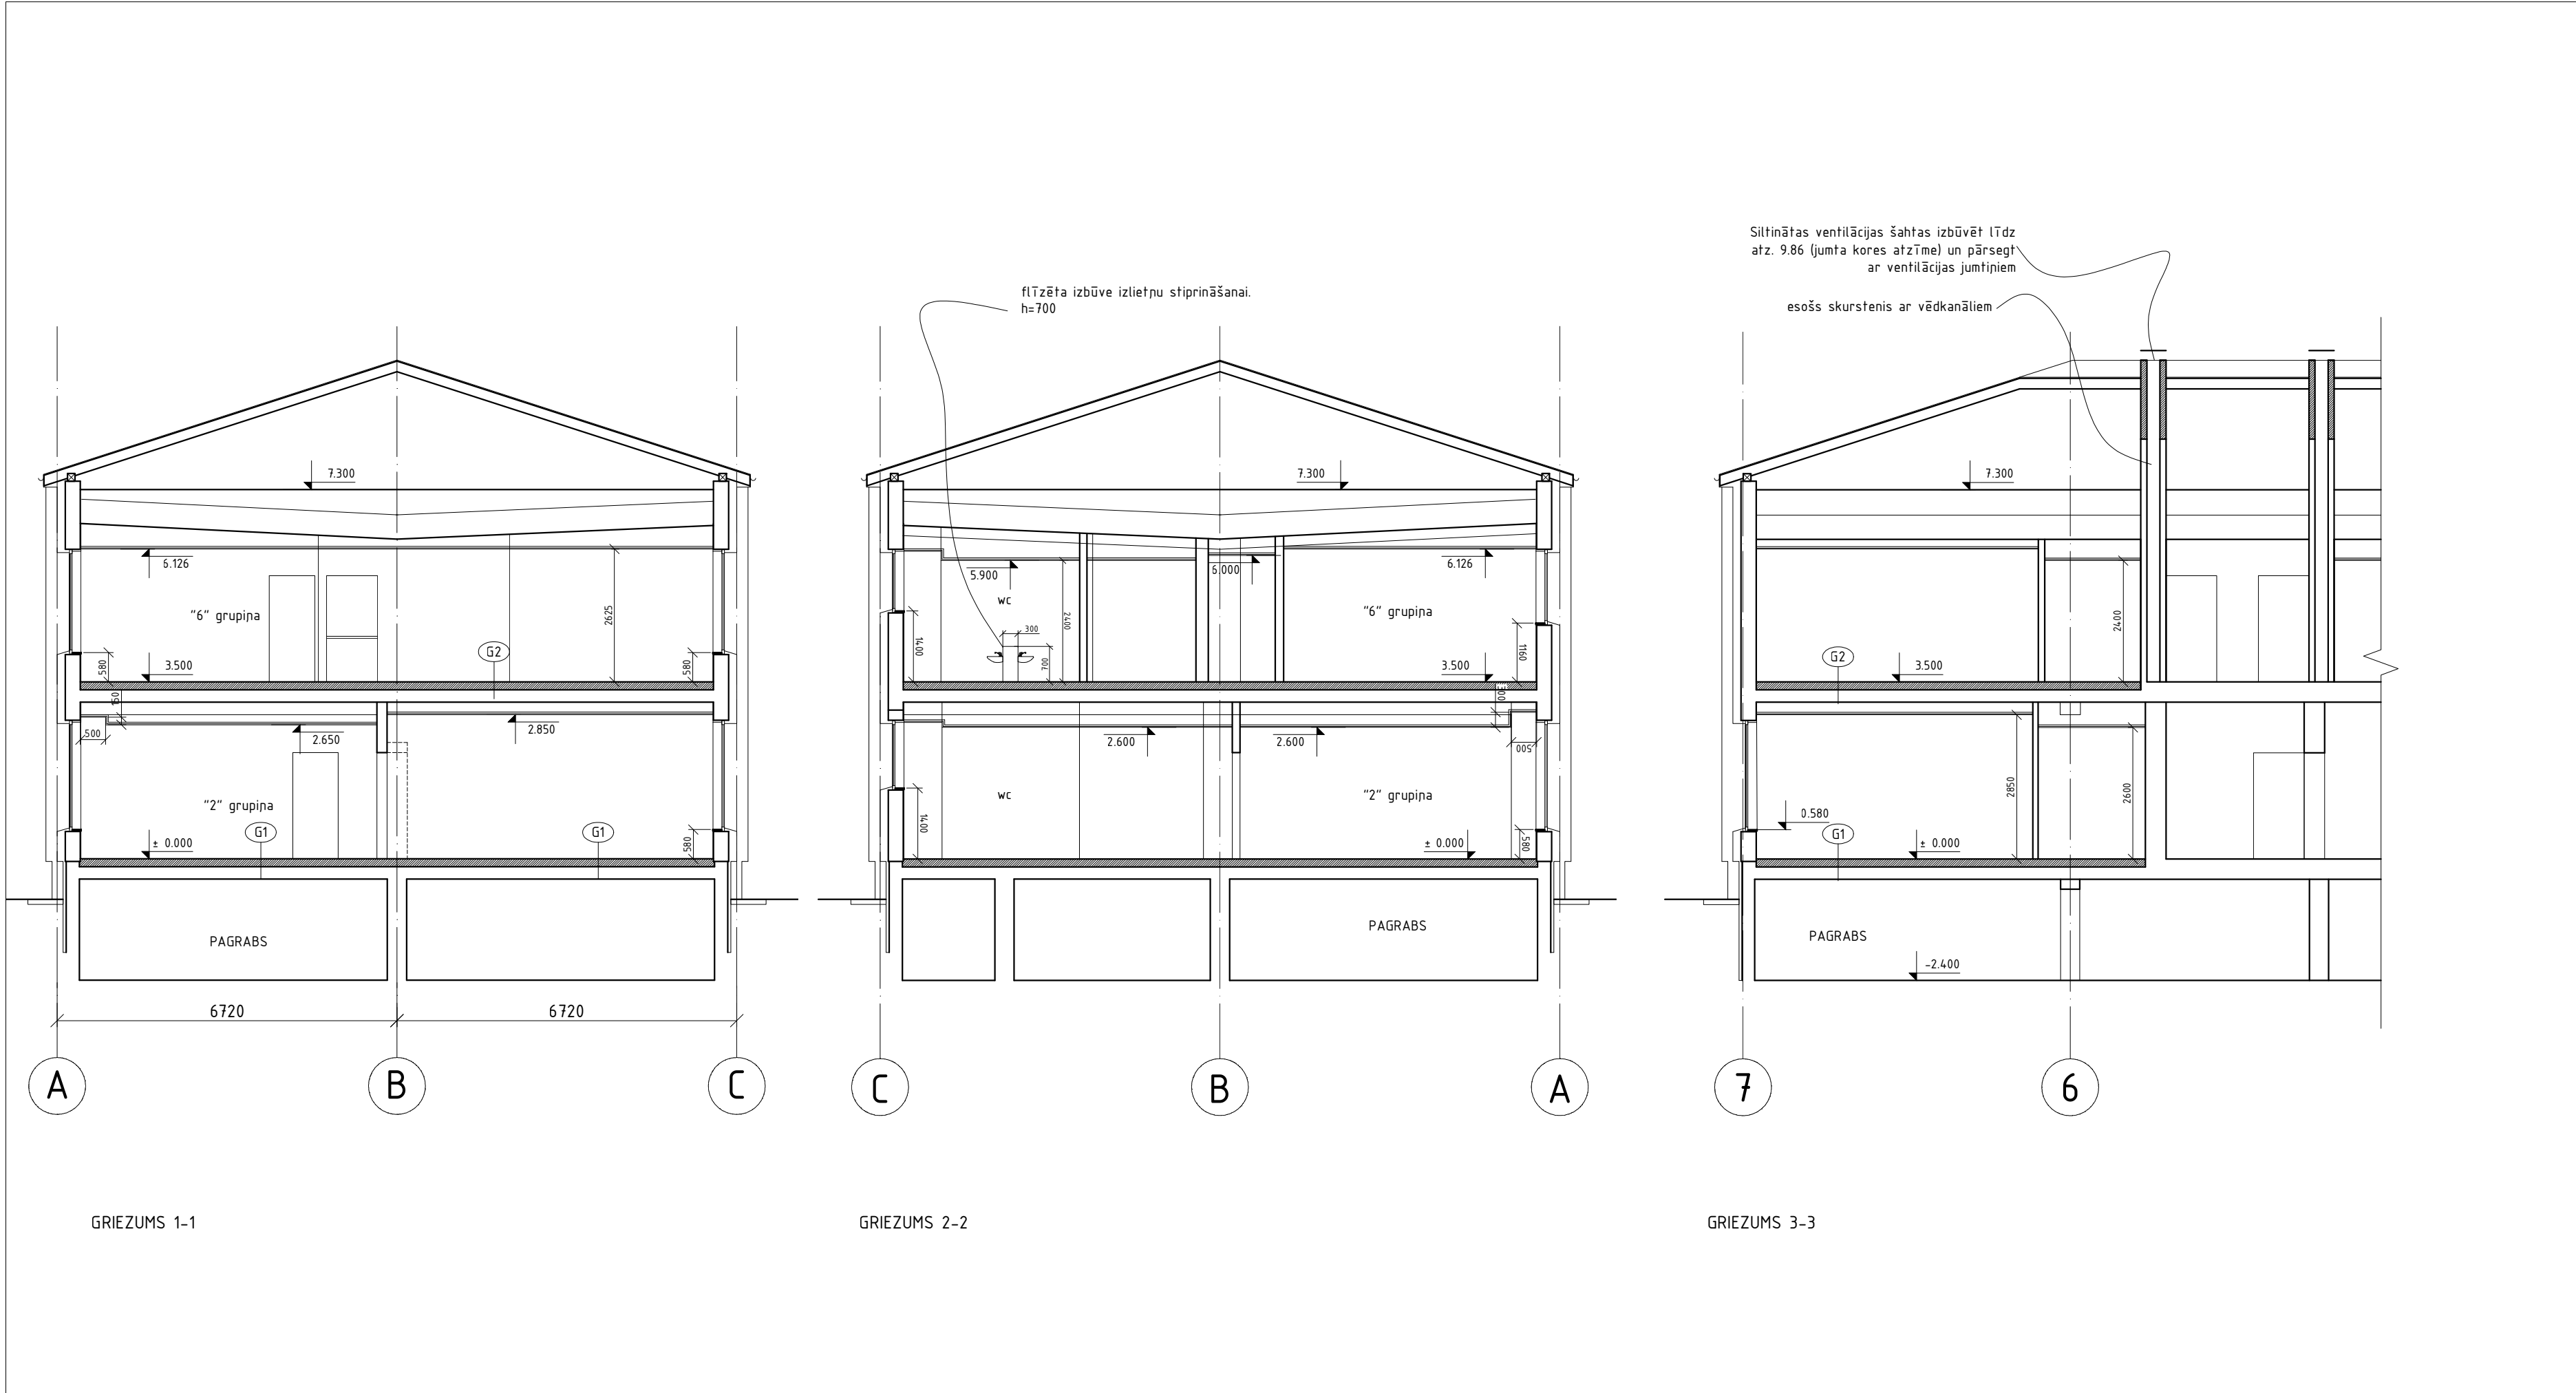 Siltinātas ventilācijas šahtas izbūvēt līdz
atz. 9.86 (jumta kores atzīme) un pārsegt
ar ventilācijas jumtiņiem
esošs skurstenis ar vēdkanāliem
flīzēta izbūve izlietņu stiprināšanai.
h=700
7.300
6.126
"6" grupiņa
2625
G2
580
3.500
580
150
500
2.650
2.850
"2" grupiņa
G1
G1
± 0.000
580
PAGRABS
6720
6720
A
B
C
GRIEZUMS 1-1
7.300
5.900
6.000
6.126
wc
"6" grupiņa
1400
300
2400
700
1160
3.500
300
2.600
2.600
500
wc
"2" grupiņa
1400
± 0.000
580
PAGRABS
C
B
A
GRIEZUMS 2-2
7.300
2400
G2
3.500
2850
2600
0.580
G1
± 0.000
PAGRABS
-2.400
7
6
GRIEZUMS 3-3